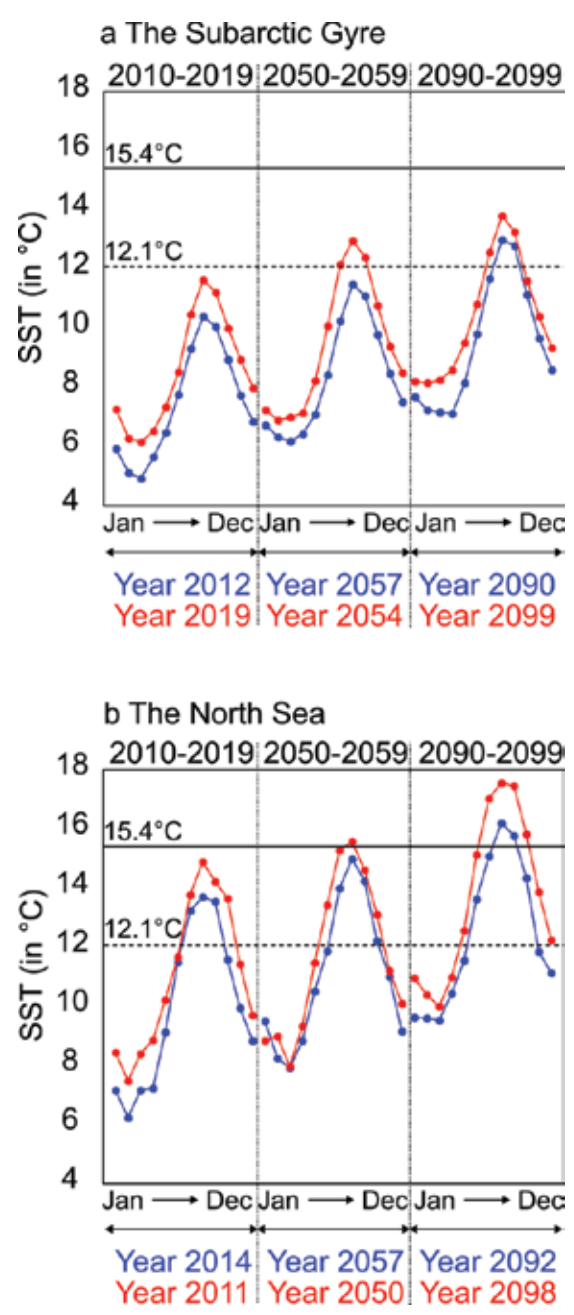 a The Subarctic Gyre
2010-2019 2050-2059 2090-2099
18
16
15.4°C
14
12.1°C
12
10
8
6
4
SST (in °C)
Jan → Dec Jan → Dec Jan → Dec
Year 2012 Year 2057 Year 2090
Year 2019 Year 2054 Year 2099
b The North Sea
2010-2019 2050-2059 2090-2099
18
16
15.4°C
14
12.1°C
12
10
8
6
4
SST (in °C)
Jan → Dec Jan → Dec Jan → Dec
Year 2014 Year 2057 Year 2092
Year 2011 Year 2050 Year 2098